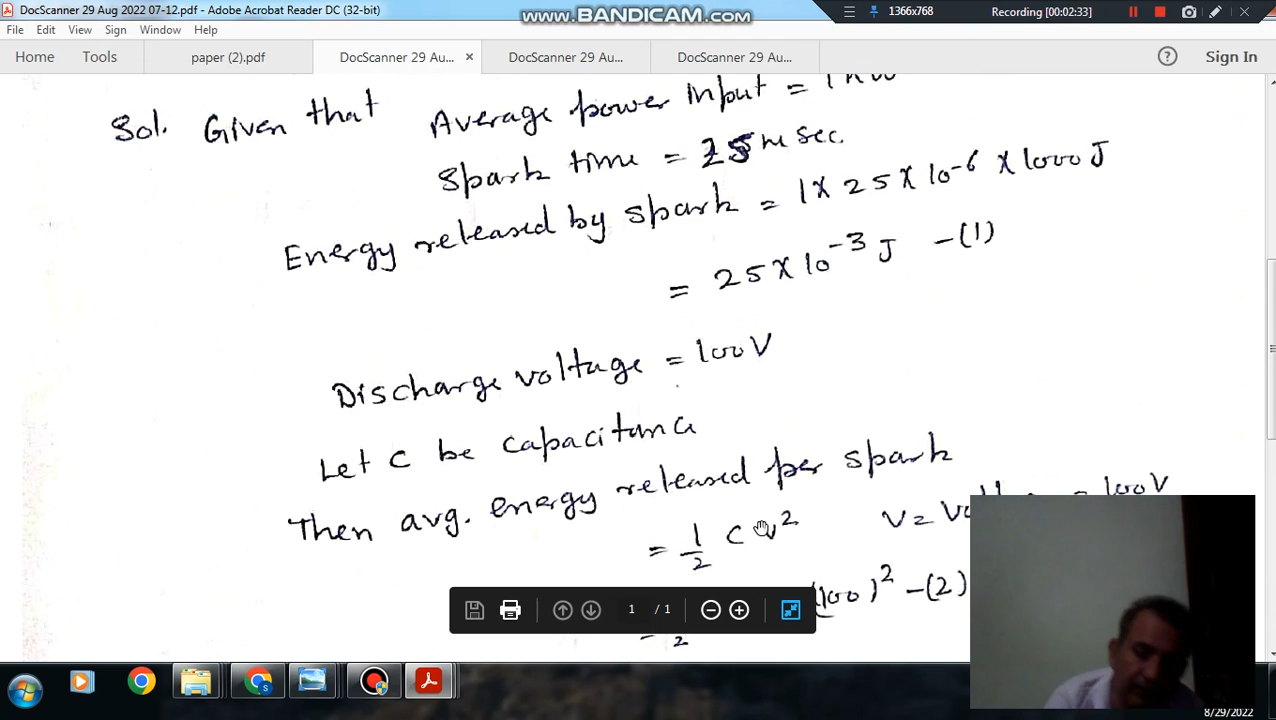 DocScanner 29 Aug 2022 07-12.pdf - Adobe Acrobat Reader DC (32-bit)
www.BANDICAM.com
1366x768
Recording [00:02:33]
File Edit View Sign Window Help
Home Tools paper (2).pdf DocScanner 29 Au... × DocScanner 29 Au... DocScanner 29 Au... Sign In
Sol. Given that Average power input = 1
Spark time = 25 m sec.
Energy released by spark = 1 x 25 x 10-6 x 1000 J
= 25 x 10-3 J -(1)
Discharge voltage = 100V
Let C be capacitance
Then avg. energy released per spark
= 1/2 C v2 v = = 100V
(100)2 -(2)
2
1 / 1
8/29/2022